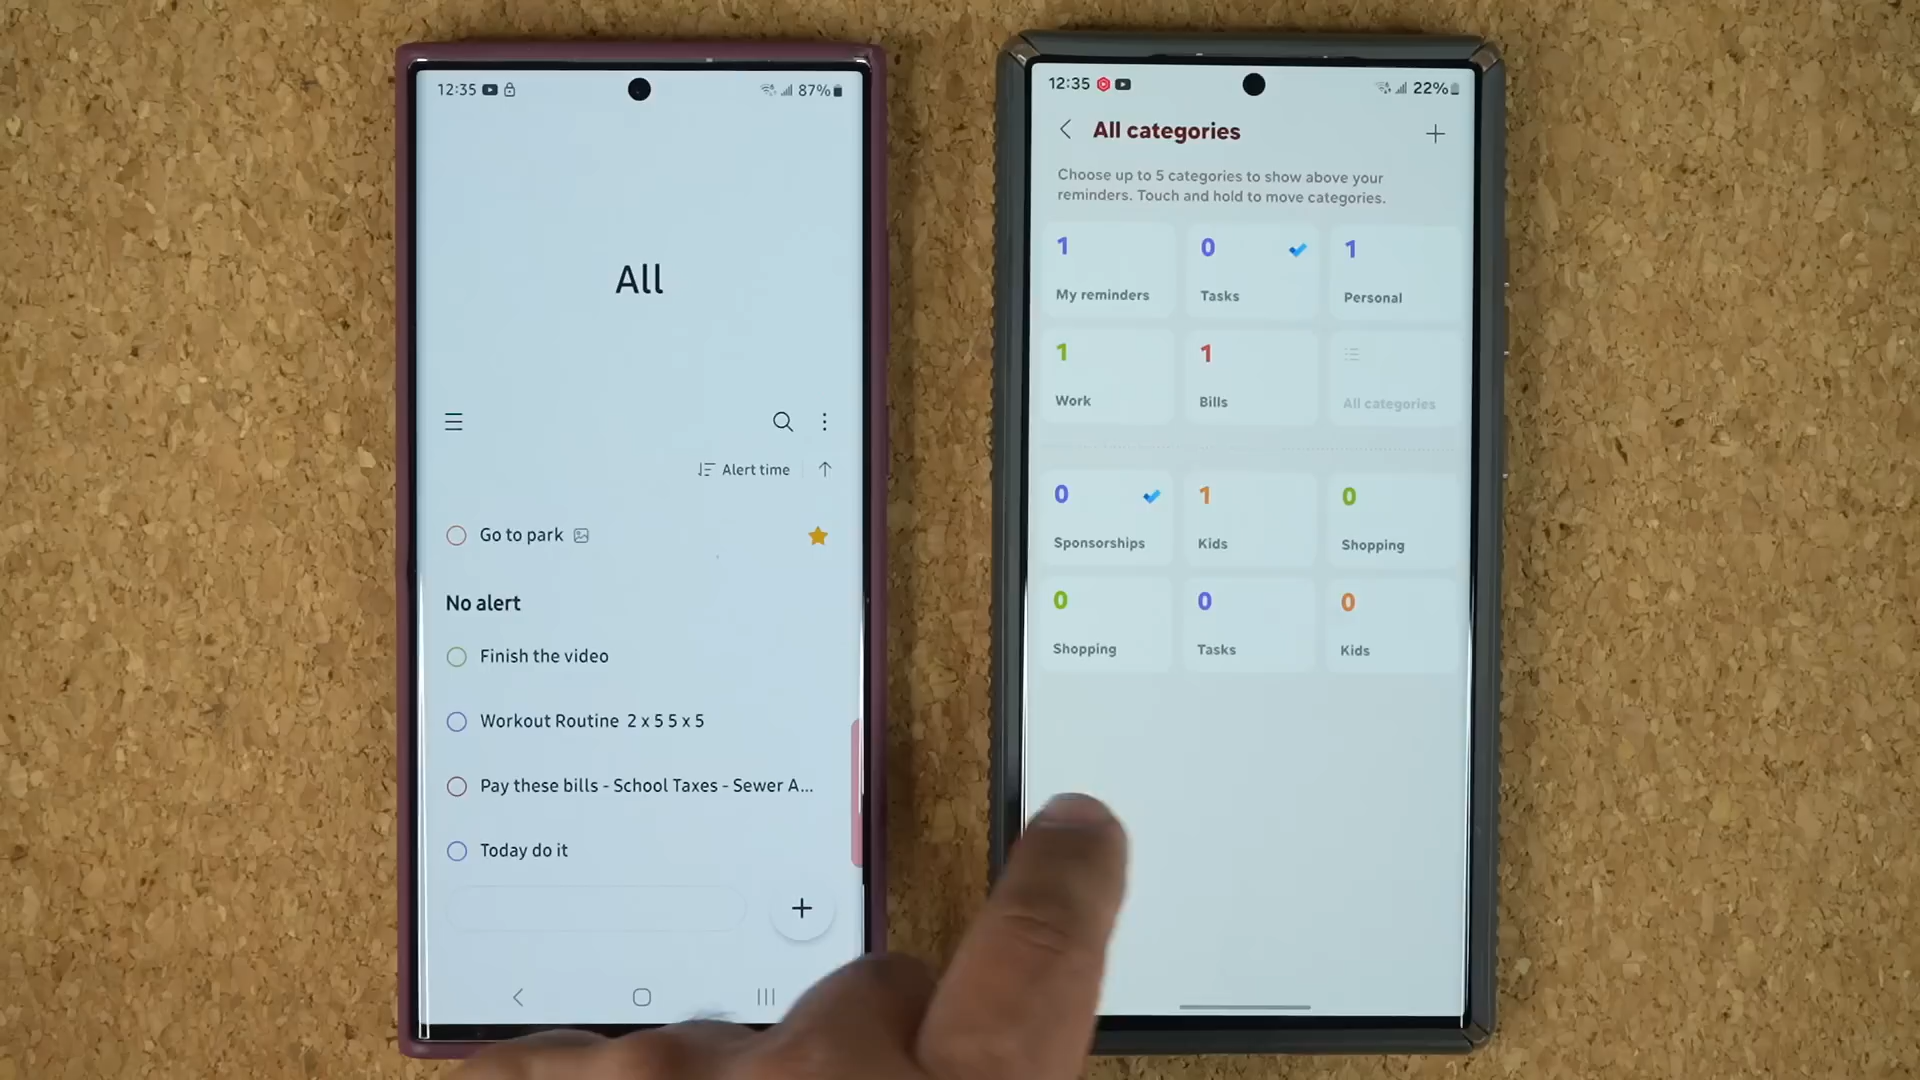 12:35
87%
All
Alert time
Go to park
No alert
Finish the video
Workout Routine 2 x 5 5 x 5
Pay these bills - School Taxes - Sewer A...
Today do it
12:35
22%
All categories
Choose up to 5 categories to show above your
reminders. Touch and hold to move categories.
1
0
1
My reminders
Tasks
Personal
1
1
Work
Bills
All categories
0
1
0
Sponsorships
Kids
Shopping
0
0
0
Shopping
Tasks
Kids